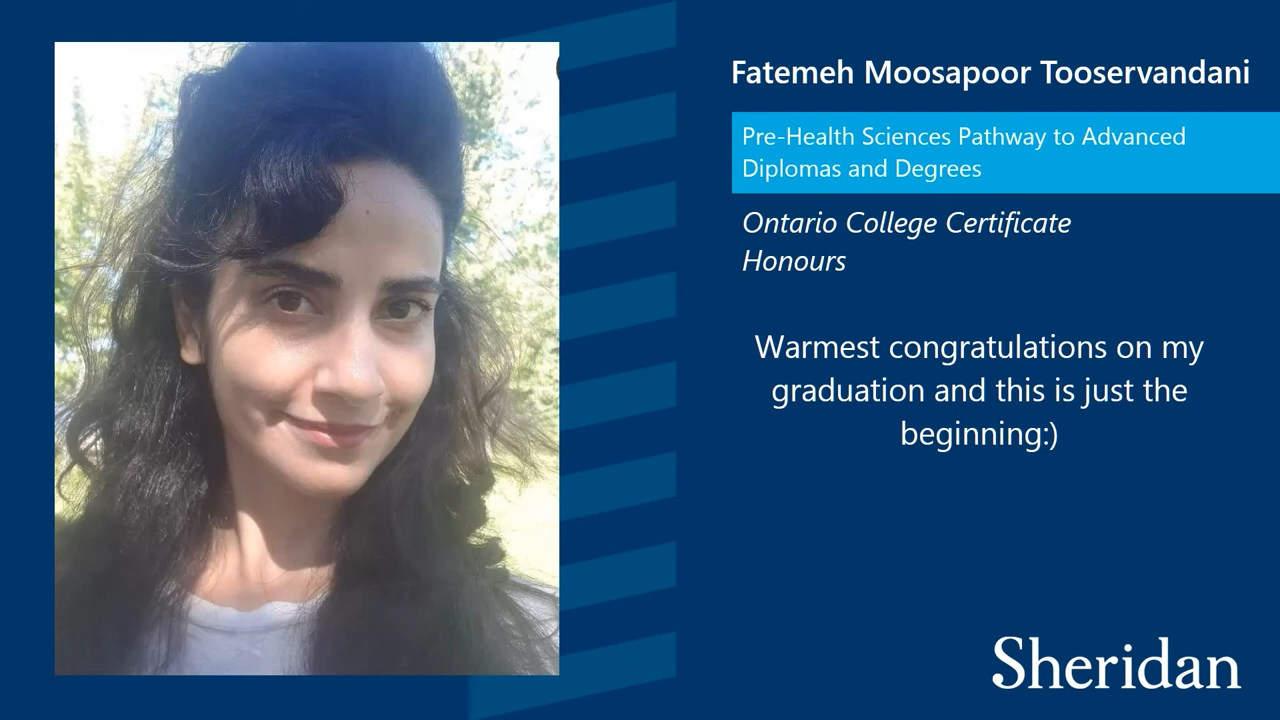 Fatemeh Moosapoor Tooservandani
Pre-Health Sciences Pathway to Advanced
Diplomas and Degrees
Ontario College Certificate
Honours
Warmest congratulations on my
graduation and this is just the
beginning:)
Sheridan